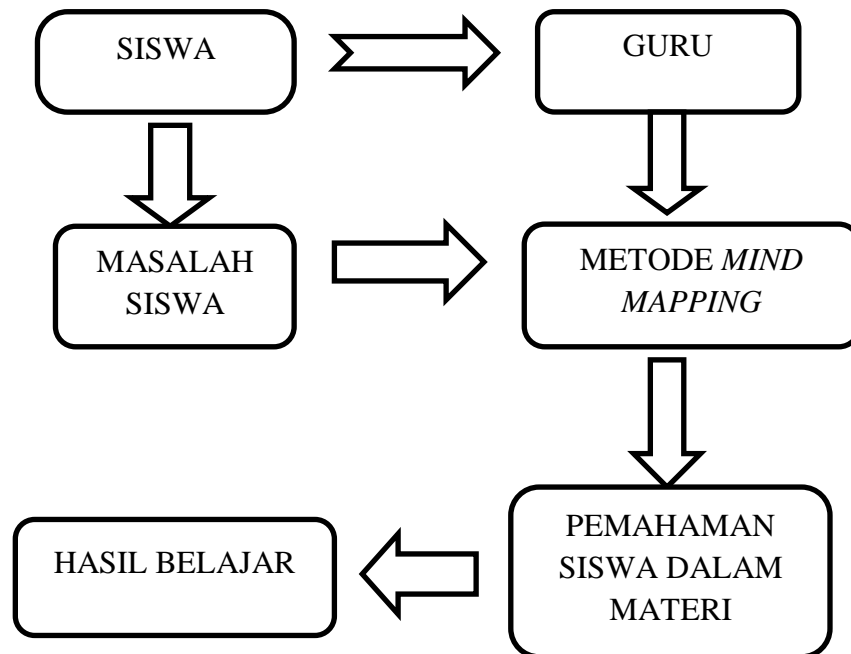 SISWA
GURU
MASALAH
SISWA
METODE MIND
MAPPING
HASIL BELAJAR
PEMAHAMAN
SISWA DALAM
MATERI